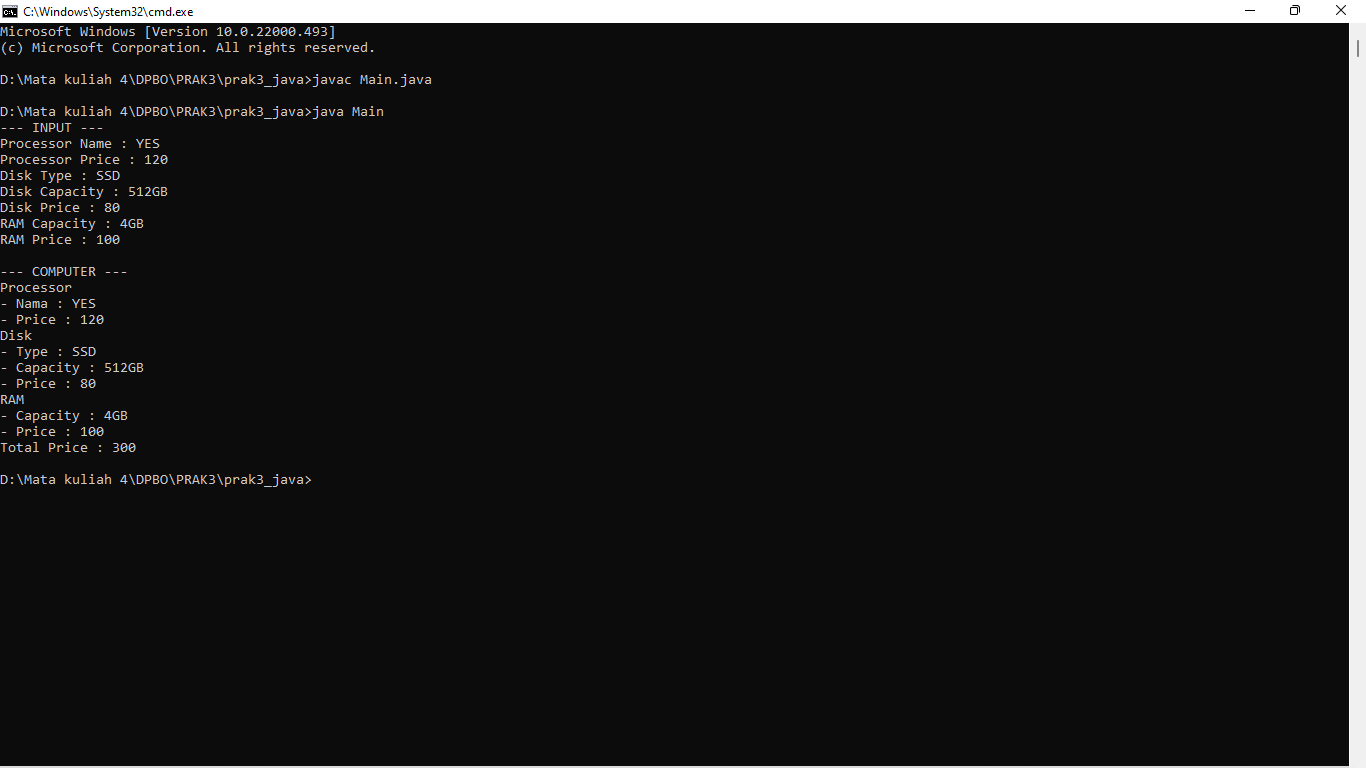 C:\Windows\System32\cmd.exe
Microsoft Windows [Version 10.0.22000.493]
(c) Microsoft Corporation. All rights reserved.
D:\Mata kuliah 4\DPBO\PRAK3\prak3_java>javac Main.java
D:\Mata kuliah 4\DPBO\PRAK3\prak3_java>java Main
--- INPUT ---
Processor Name : YES
Processor Price : 120
Disk Type : SSD
Disk Capacity : 512GB
Disk Price : 80
RAM Capacity : 4GB
RAM Price : 100
--- COMPUTER ---
Processor
- Nama : YES
- Price : 120
Disk
- Type : SSD
- Capacity : 512GB
- Price : 80
RAM
- Capacity : 4GB
- Price : 100
Total Price : 300
D:\Mata kuliah 4\DPBO\PRAK3\prak3_java>